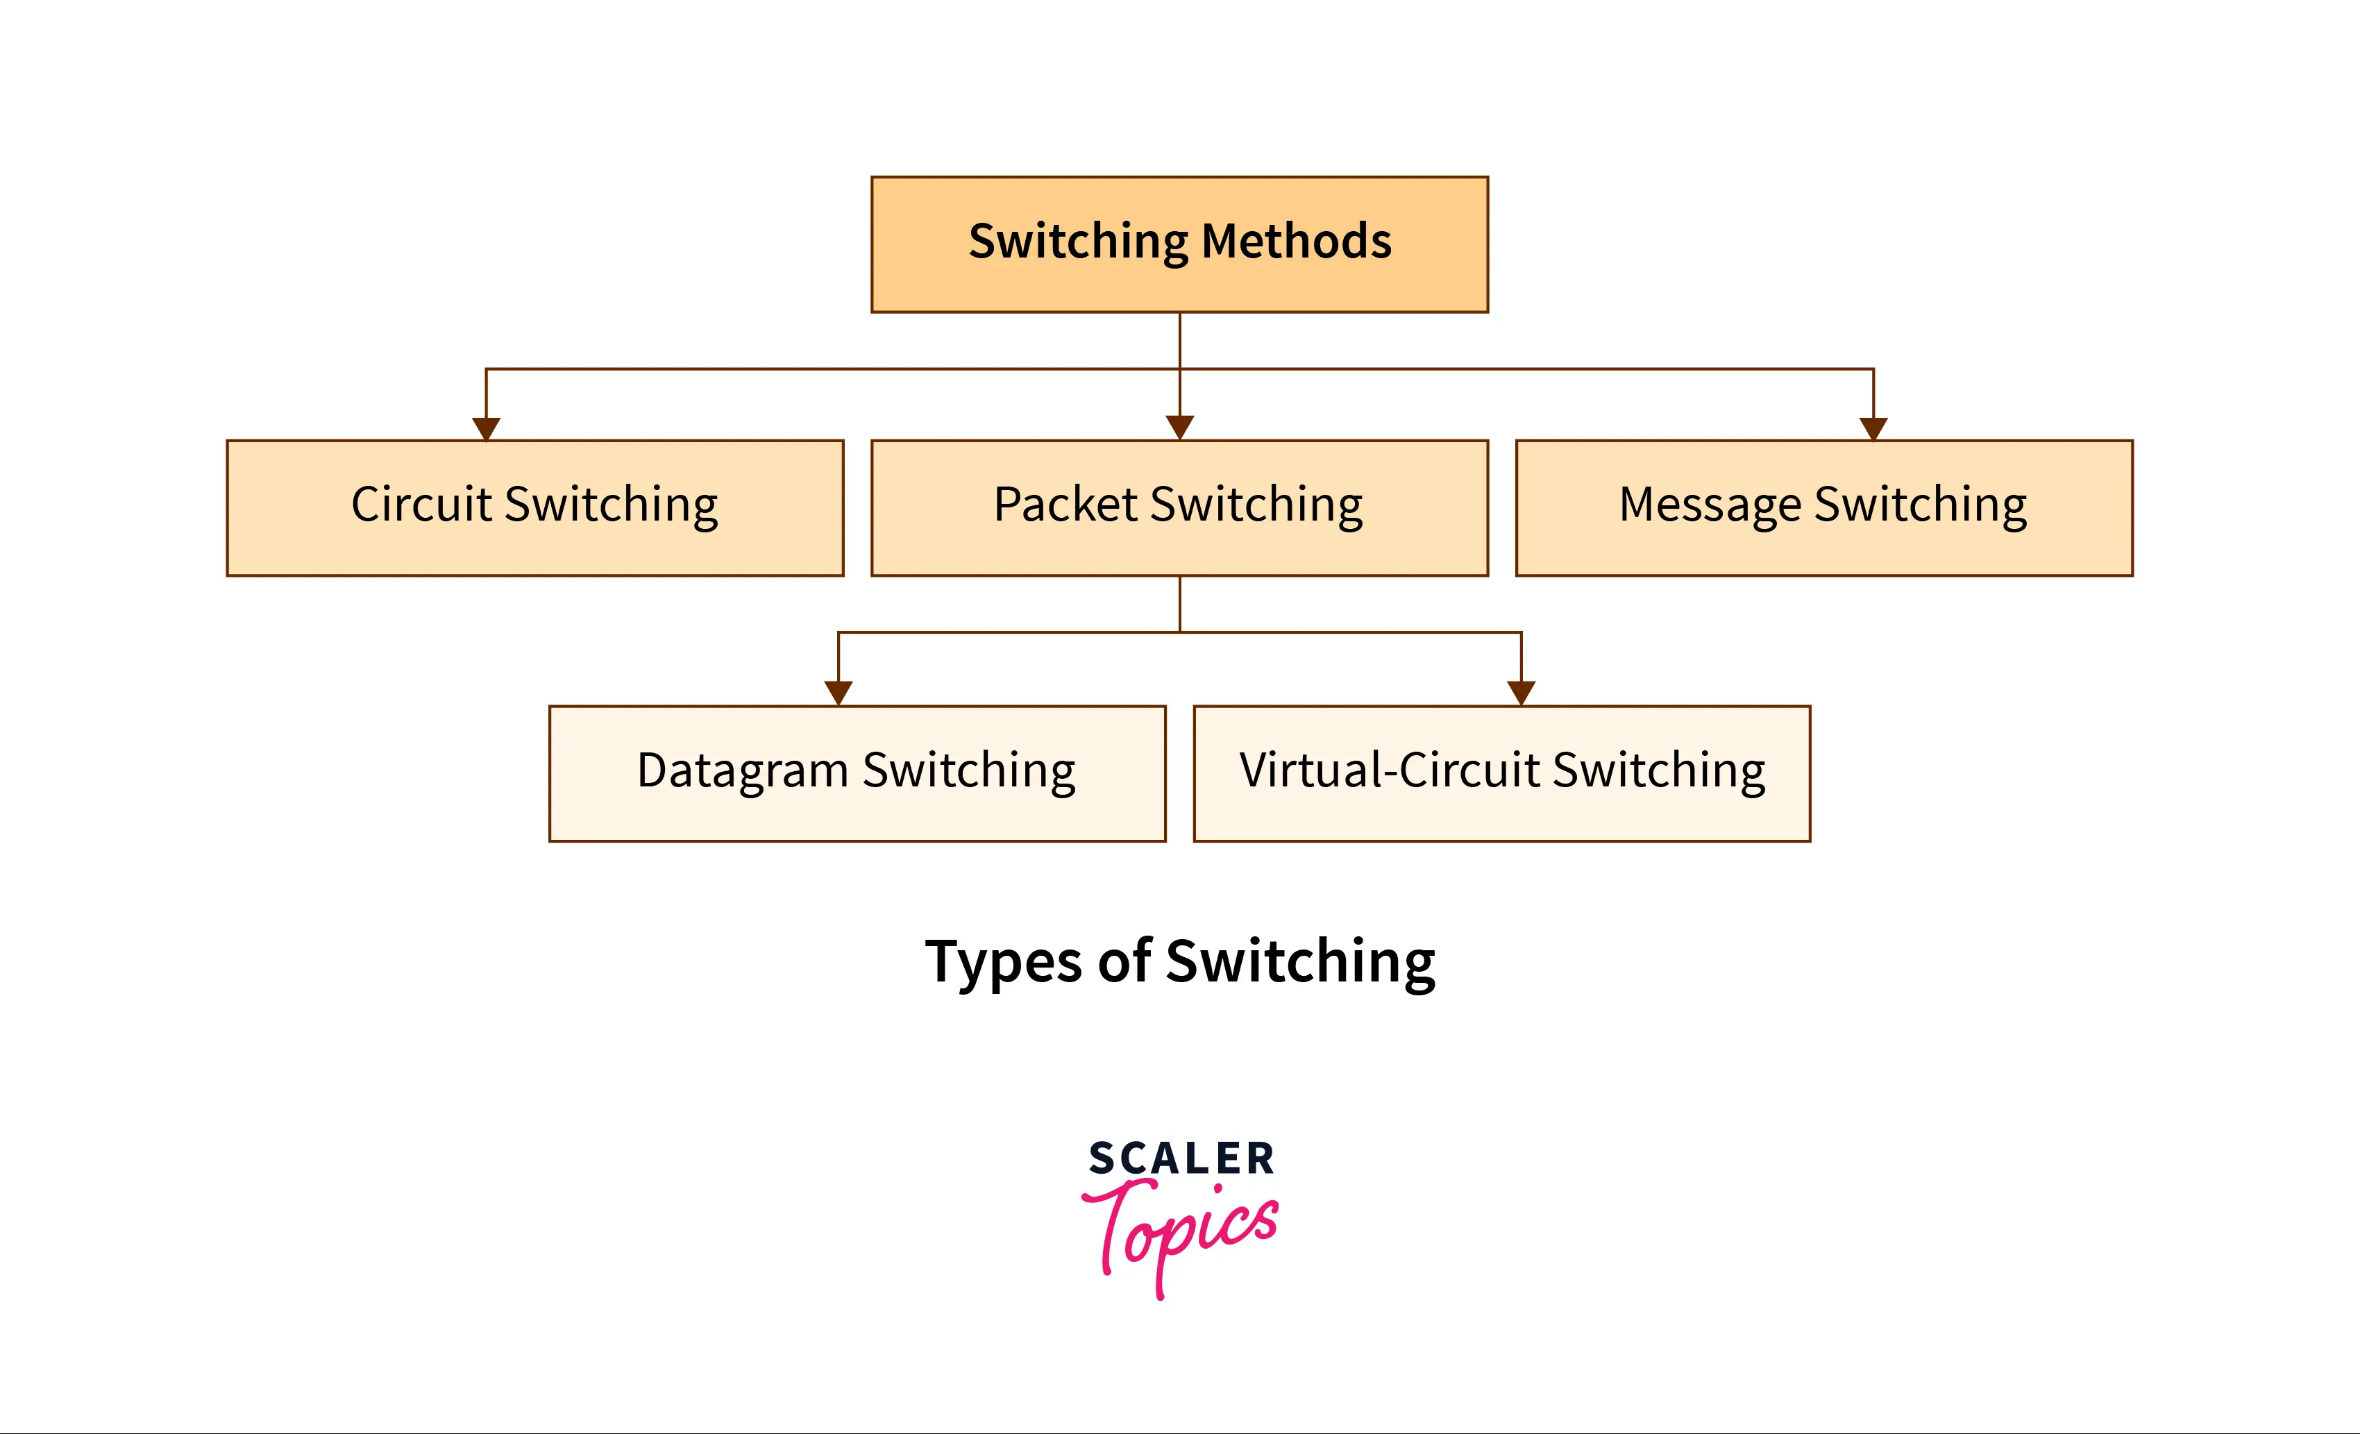 Switching Methods
Circuit Switching
Packet Switching
Message Switching
Datagram Switching
Virtual-Circuit Switching
Types of Switching
SCALER
Topics